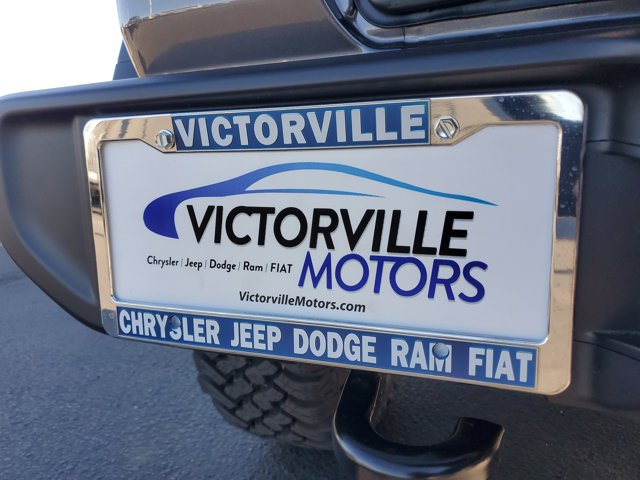 VICTORVILLE
VICTORVILLE
Chrysler | Jeep | Dodge | Ram | FIAT
MOTORS
VictorvilleMotors.com
CHRYSLER JEEP DODGE RAM FIAT